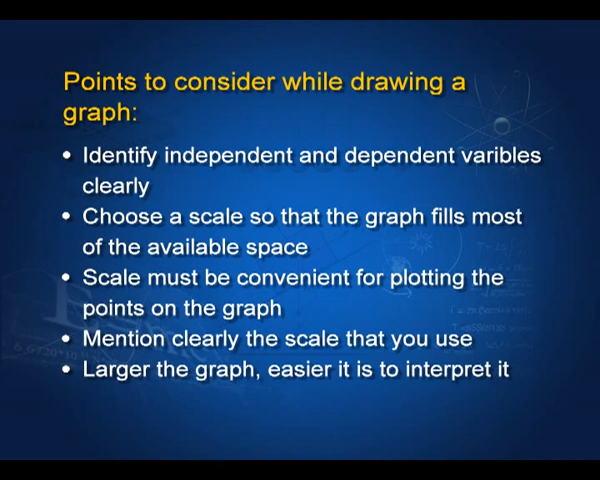 Points to consider while drawing a
graph:
• Identify independent and dependent varibles
clearly
• Choose a scale so that the graph fills most
of the available space
• Scale must be convenient for plotting the
points on the graph
• Mention clearly the scale that you use
• Larger the graph, easier it is to interpret it